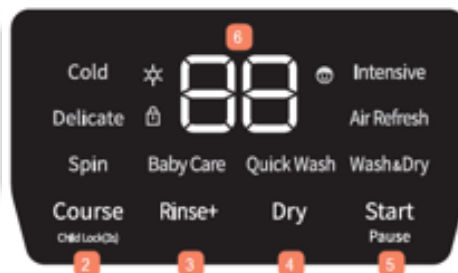 6
Cold 88 Intensive
Delicate Air Refresh
Spin Baby Care Quick Wash Wash&Dry
Course Rinse+ Dry Start
Child Lock(3s) Pause
2 3 4 5